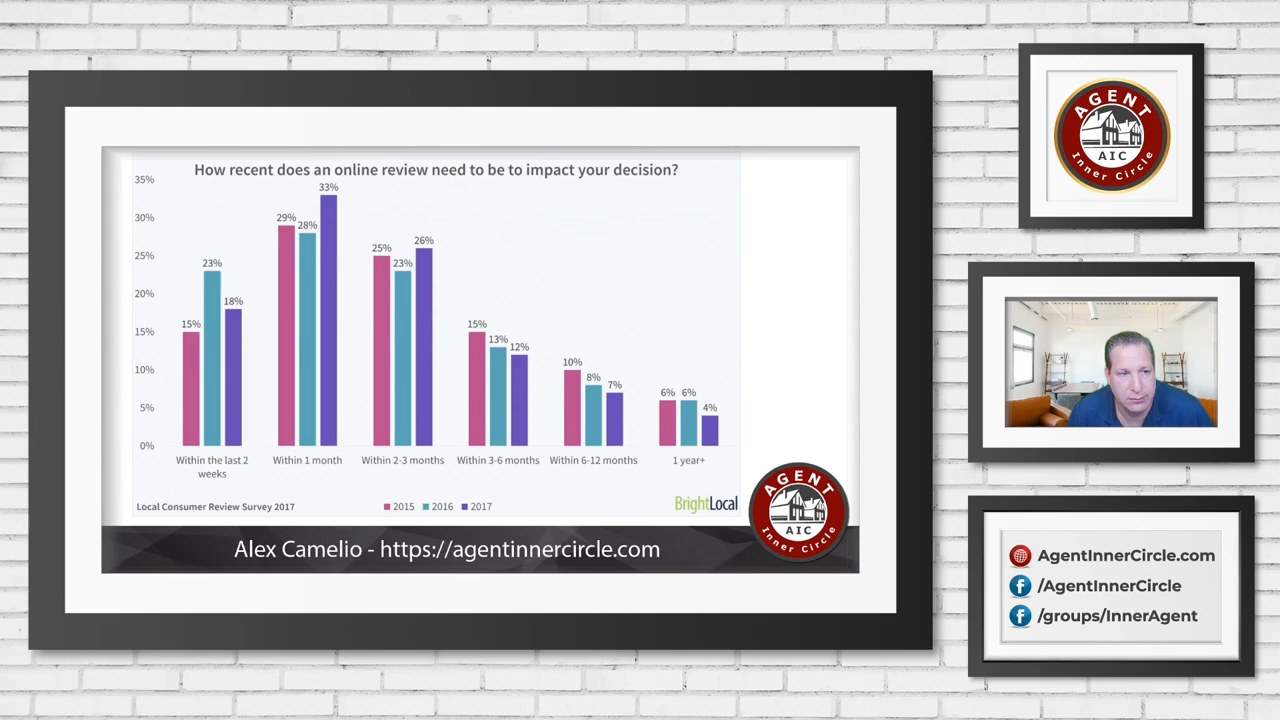 How recent does an online review need to be to impact your decision?
35%
30%
25%
20%
15%
10%
5%
0%
15%
23%
18%
29%
28%
33%
25%
23%
26%
15%
13%
12%
10%
8%
7%
6%
6%
4%
Within the last 2
weeks
Within 1 month
Within 2-3 months
Within 3-6 months
Within 6-12 months
1 year+
Local Consumer Review Survey 2017
2015
2016
2017
BrightLocal
AGENT
AIC
Inner Circle
Alex Camelio - https://agentinnercircle.com
AGENT
AIC
Inner Circle
AgentInnerCircle.com
/AgentInnerCircle
/groups/InnerAgent